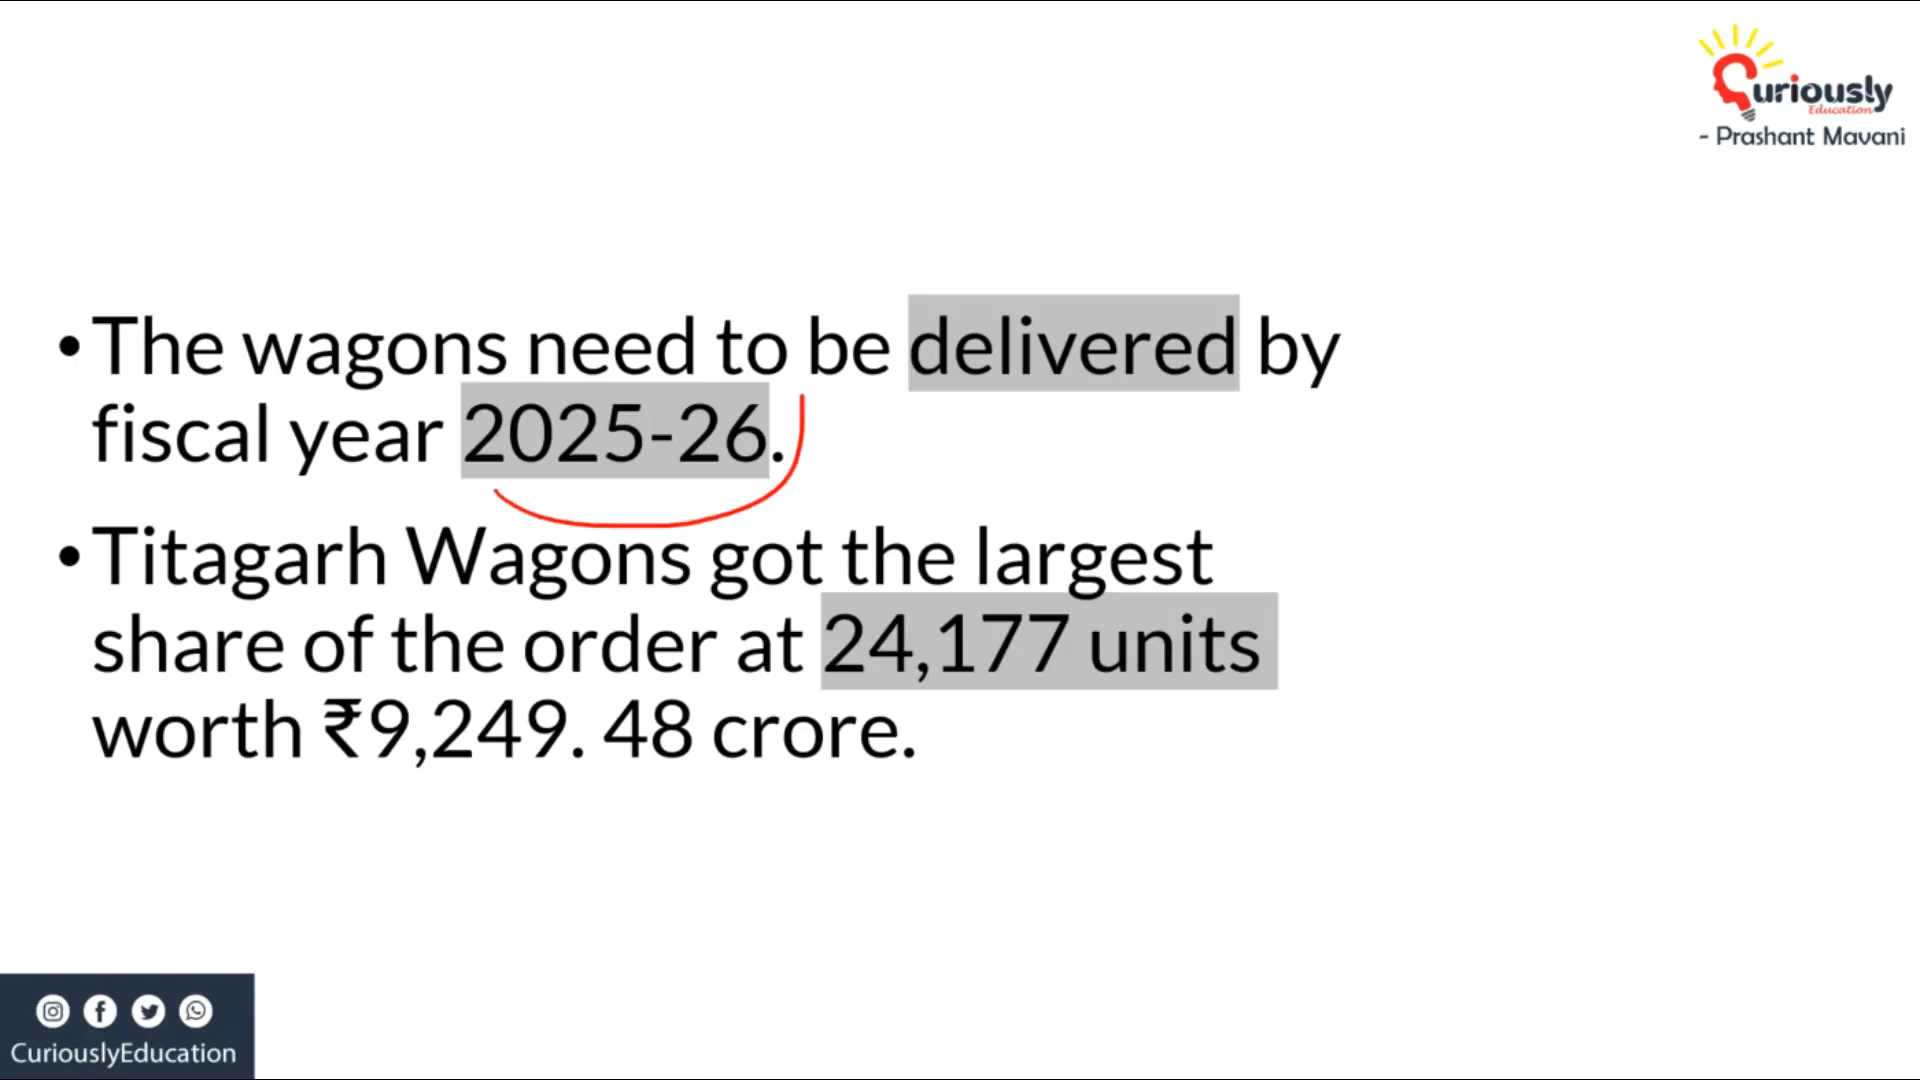 Curiously
Education
- Prashant Mavani
• The wagons need to be delivered by
fiscal year 2025-26.
• Titagarh Wagons got the largest
share of the order at 24,177 units
worth ₹9,249. 48 crore.
CuriouslyEducation